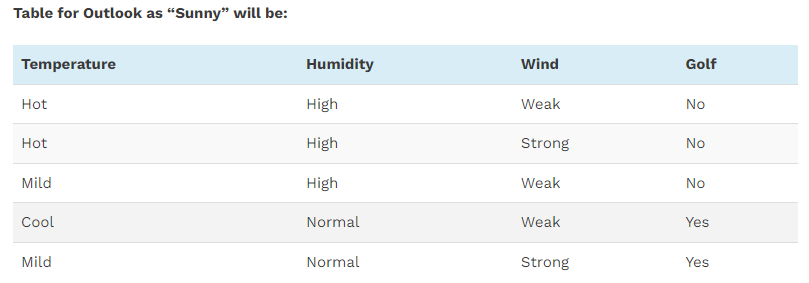 Table for Outlook as “Sunny” will be:
Temperature Humidity Wind Golf
Hot High Weak No
Hot High Strong No
Mild High Weak No
Cool Normal Weak Yes
Mild Normal Strong Yes